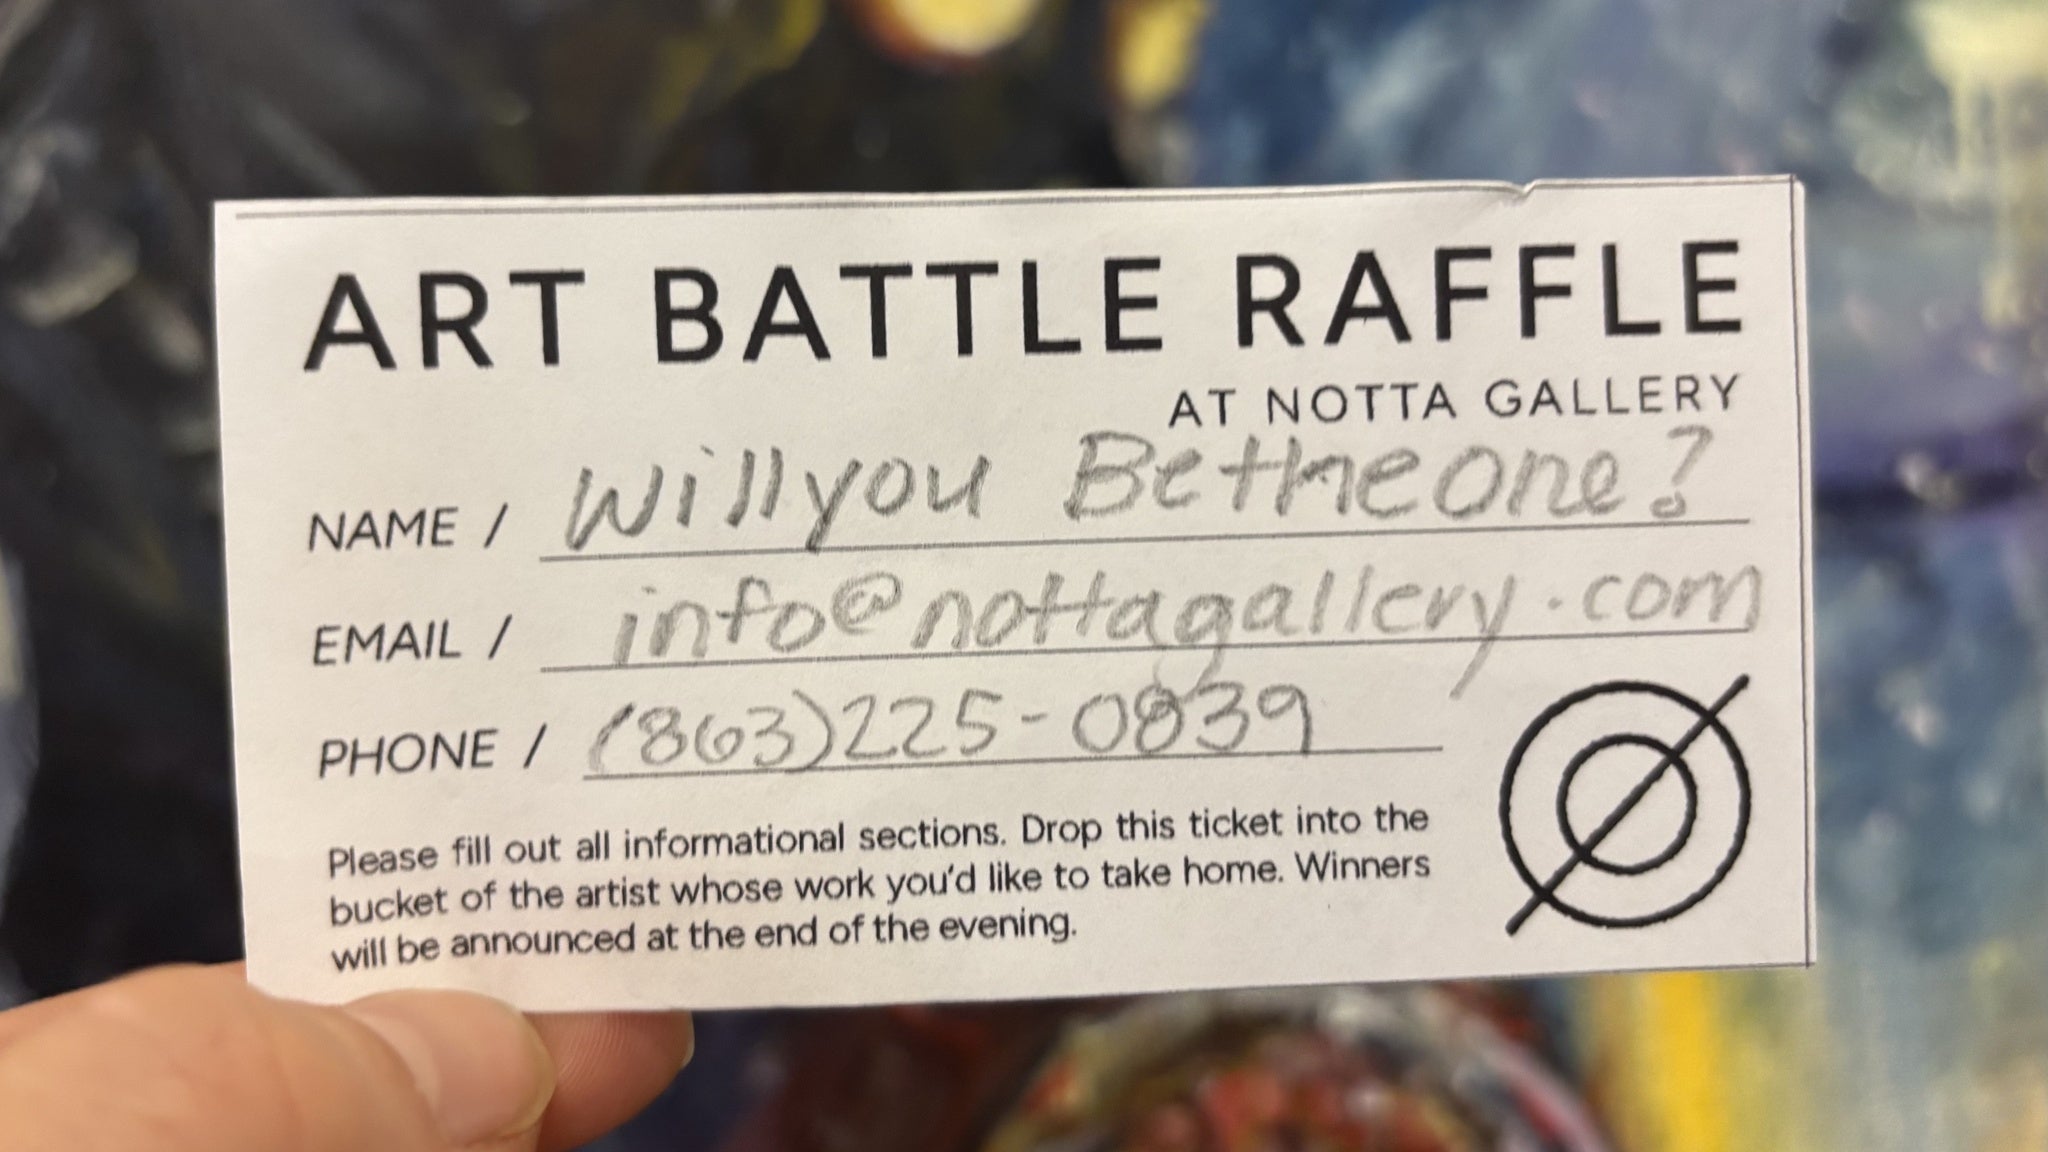 ART BATTLE RAFFLE
AT NOTTA GALLERY
NAME / Willyou Betheone?
EMAIL / info@nottagallery.com
PHONE / (863)225-0839
Please fill out all informational sections. Drop this ticket into the
bucket of the artist whose work you'd like to take home. Winners
will be announced at the end of the evening.